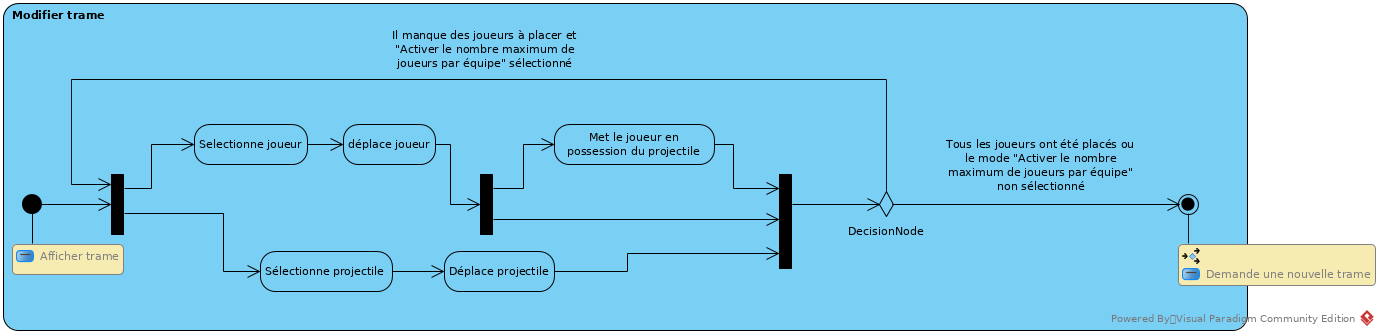 Modifier trame
Il manque des joueurs à placer et
"Activer le nombre maximum de
joueurs par équipe" sélectionné
Selectionne joueur
déplace joueur
Met le joueur en
possession du projectile
Tous les joueurs ont été placés ou
le mode "Activer le nombre
maximum de joueurs par équipe"
non sélectionné
DecisionNode
Afficher trame
Sélectionne projectile
Déplace projectile
Demande une nouvelle trame
Powered By Visual Paradigm Community Edition